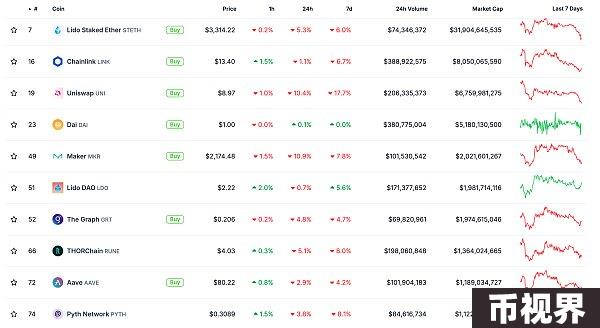 # Coin Price 1h 24h 7d 24h Volume Market Cap Last 7 Days
7 Lido Staked Ether STETH Buy $3,314.22 0.2% 5.3% 6.0% $74,346,372 $31,904,645,535
16 Chainlink LINK Buy $13.40 1.5% 1.1% 6.7% $388,922,575 $8,050,065,590
19 Uniswap UNI Buy $8.97 1.0% 10.4% 17.7% $206,335,373 $6,759,981,275
23 Dai DAI Buy $1.00 0.0% 0.1% 0.0% $380,775,004 $5,180,130,500
49 Maker MKR Buy $2,174.48 1.5% 10.9% 7.8% $101,530,542 $2,021,601,267
51 Lido DAO LDO $2.22 2.0% 0.7% 5.6% $171,377,652 $1,981,714,116
52 The Graph GRT Buy $0.206 0.2% 4.8% 4.7% $69,820,961 $1,974,615,046
66 THORChain RUNE $4.03 0.3% 5.1% 8.0% $198,060,848 $1,364,024,665
72 Aave AAVE Buy $80.22 0.8% 2.9% 4.2% $101,904,183 $1,189,034,727
74 Pyth Network PYTH $0.3089 1.5% 3.8% 8.1% $84,616,734
币视界